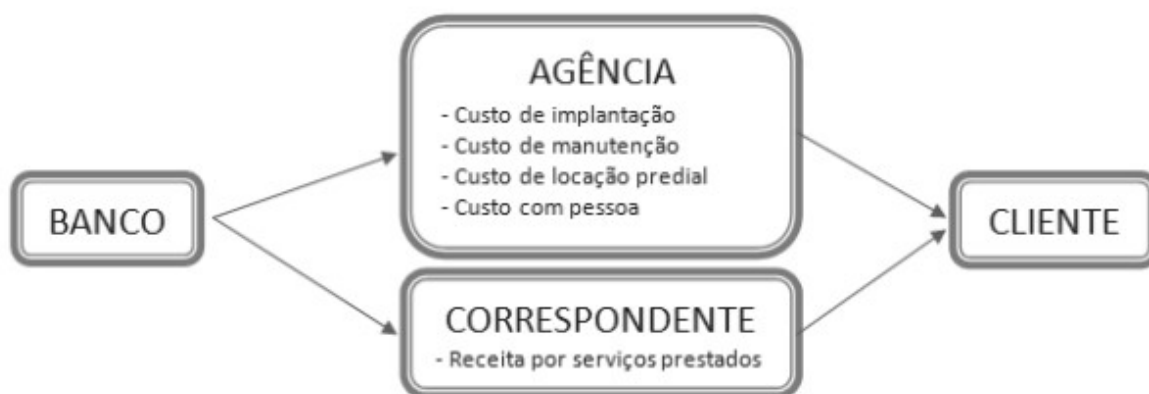 BANCO
AGÊNCIA
- Custo de implantação
- Custo de manutenção
- Custo de locação predial
- Custo com pessoa
CORRESPONDENTE
- Receita por serviços prestados
CLIENTE